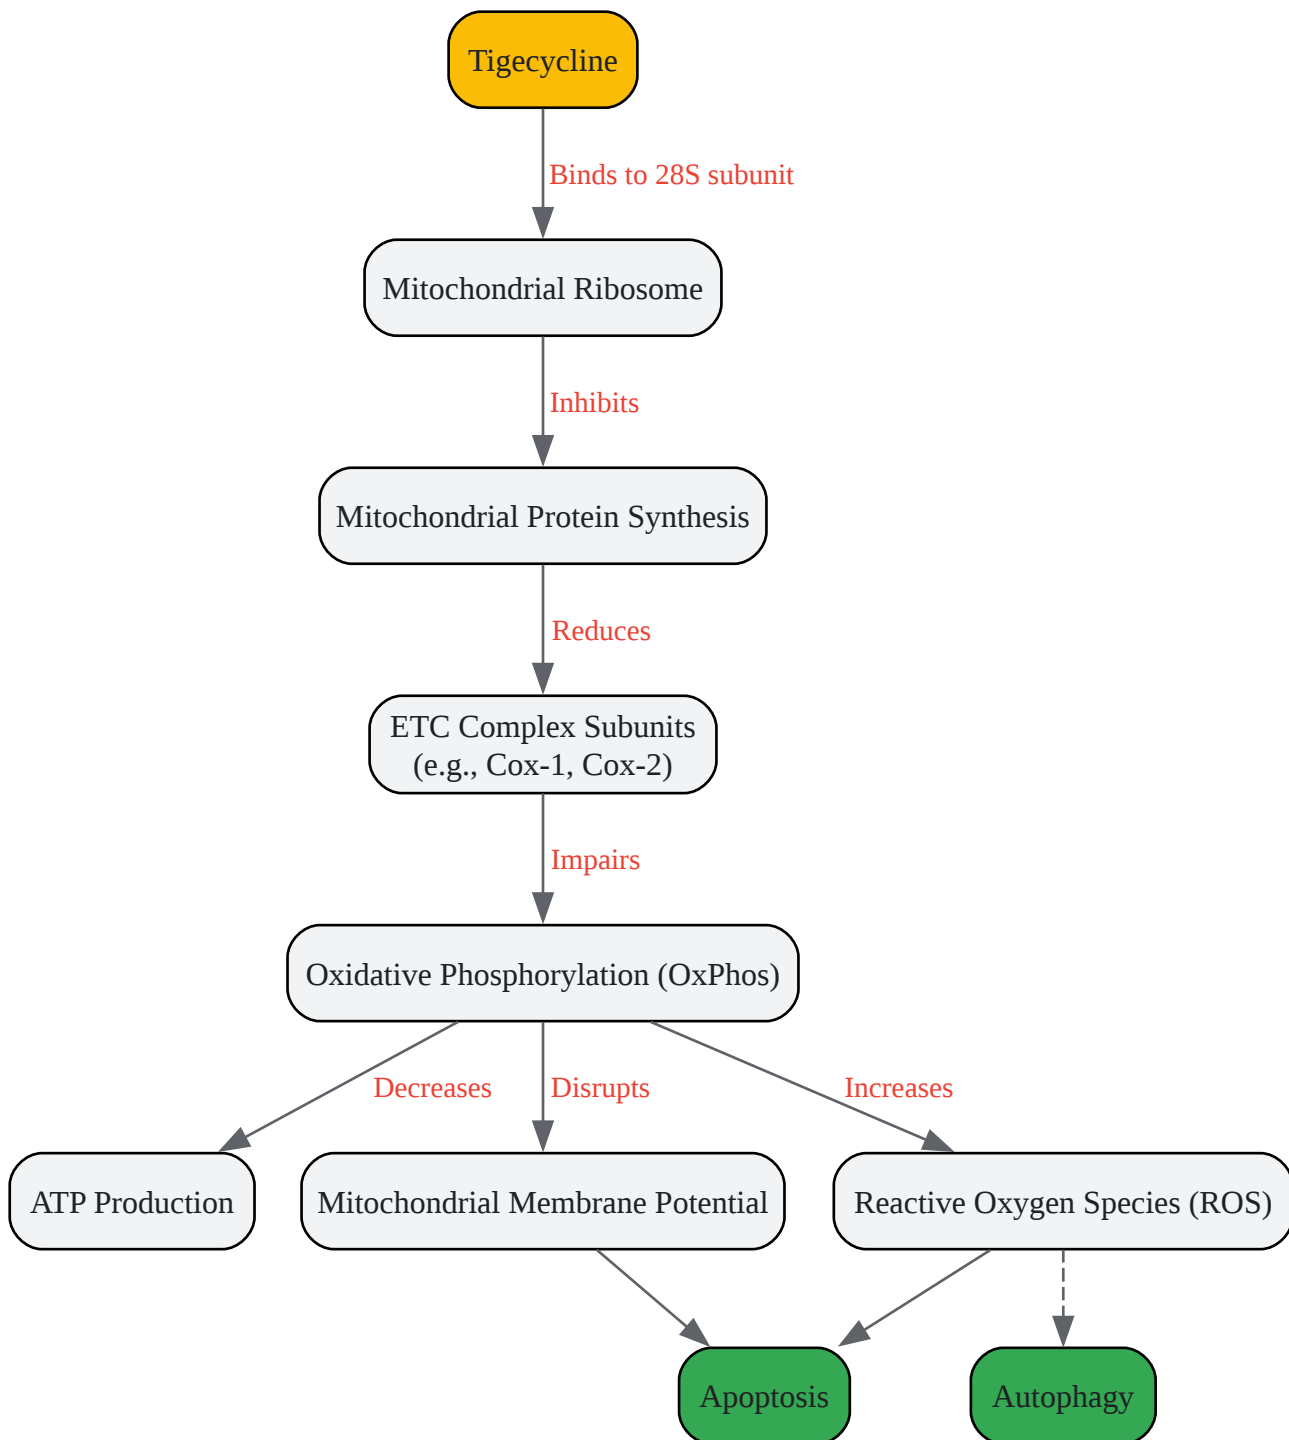 Tigecycline
Binds to 28S subunit
Mitochondrial Ribosome
Inhibits
Mitochondrial Protein Synthesis
Reduces
ETC Complex Subunits
(e.g., Cox-1, Cox-2)
Impairs
Oxidative Phosphorylation (OxPhos)
Decreases
Disrupts
Increases
ATP Production
Mitochondrial Membrane Potential
Reactive Oxygen Species (ROS)
Apoptosis
Autophagy